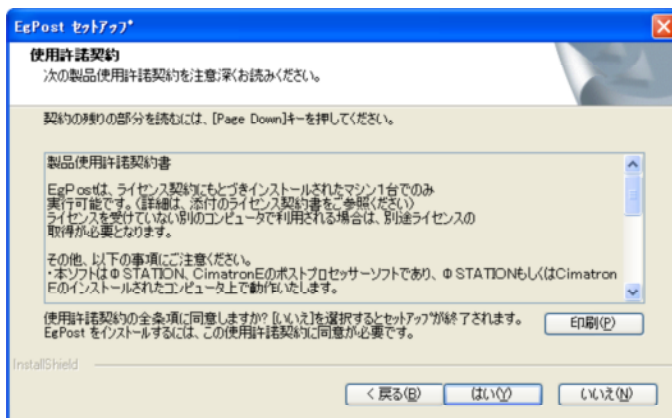 EgPost セットアップ
使用許諾契約
次の製品使用許諾契約を注意深くお読みください。
契約の残りの部分を読むには、[Page Down]キーを押してください。
製品使用許諾契約書
EgPostは、ライセンス契約にもとづきインストールされたマシン1台でのみ
実行可能です。(詳細は、添付のライセンス契約書をご参照ください)
ライセンスを受けていない別のコンピュータで利用される場合は、別途ライセンスの
取得が必要となります。
その他、以下の事項にご注意ください。
・本ソフトはΦSTATION、CimatronEのポストプロセッサーソフトであり、ΦSTATIONもしくはCimatron
Eのインストールされたコンピュータ上で動作いたします。
使用許諾契約の全条項に同意しますか?[いいえ]を選択するとセットアップが終了されます。
EgPost をインストールするには、この使用許諾契約に同意が必要です。
印刷(P)
InstallShield
< 戻る(B)
はい(Y)
いいえ(N)